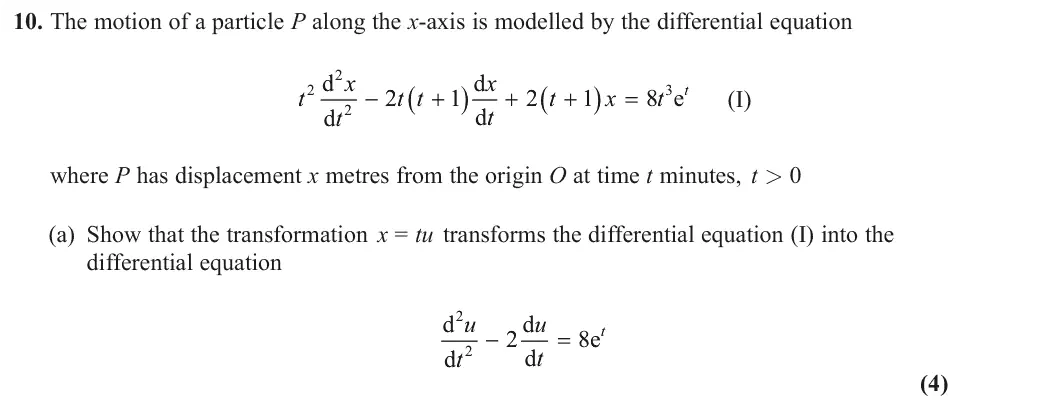 10. The motion of a particle P along the x-axis is modelled by the differential equation
t² d²x/dt² − 2t(t + 1) dx/dt + 2(t + 1)x = 8t³eᵗ (I)
where P has displacement x metres from the origin O at time t minutes, t > 0
(a) Show that the transformation x = tu transforms the differential equation (I) into the
differential equation
d²u/dt² − 2 du/dt = 8eᵗ
(4)